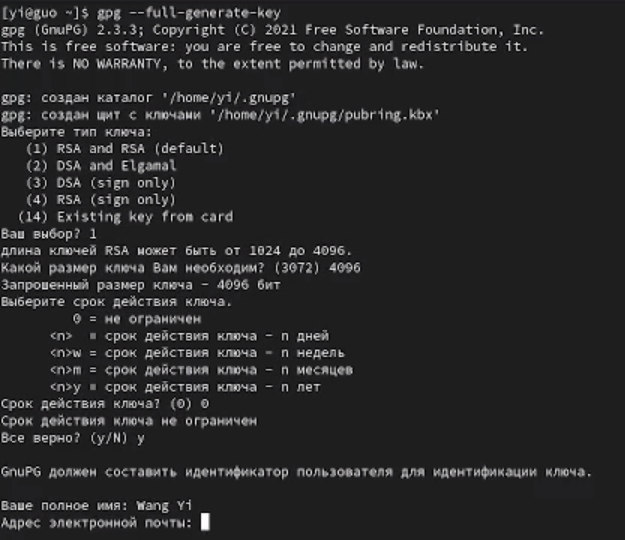 [yi@guo ~]$ gpg --full-generate-key
gpg (GnuPG) 2.3.3; Copyright (C) 2021 Free Software Foundation, Inc.
This is free software: you are free to change and redistribute it.
There is NO WARRANTY, to the extent permitted by law.
gpg: создан каталог '/home/yi/.gnupg'
gpg: создан щит с ключами '/home/yi/.gnupg/pubring.kbx'
Выберите тип ключа:
(1) RSA and RSA (default)
(2) DSA and Elgamal
(3) DSA (sign only)
(4) RSA (sign only)
(14) Existing key from card
Ваш выбор? 1
длина ключей RSA может быть от 1024 до 4096.
Какой размер ключа Вам необходим? (3072) 4096
Запрошенный размер ключа - 4096 бит
Выберите срок действия ключа.
0 = не ограничен
<n> = срок действия ключа - n дней
<n>w = срок действия ключа - n недель
<n>m = срок действия ключа - n месяцев
<n>y = срок действия ключа - n лет
Срок действия ключа? (0) 0
Срок действия ключа не ограничен
Все верно? (y/N) y
GnuPG должен составить идентификатор пользователя для идентификации ключа.
Ваше полное имя: Wang Yi
Адрес электронной почты: